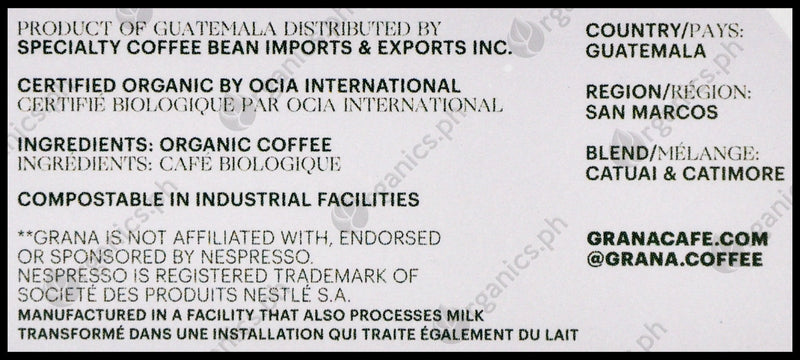 PRODUCT OF GUATEMALA DISTRIBUTED BY
SPECIALTY COFFEE BEAN IMPORTS & EXPORTS INC.
CERTIFIED ORGANIC BY OCIA INTERNATIONAL
CERTIFIÉ BIOLOGIQUE PAR OCIA INTERNATIONAL
INGREDIENTS: ORGANIC COFFEE
INGRÉDIENTS: CAFÉ BIOLOGIQUE
COMPOSTABLE IN INDUSTRIAL FACILITIES
**GRANA IS NOT AFFILIATED WITH, ENDORSED
OR SPONSORED BY NESPRESSO.
NESPRESSO IS REGISTERED TRADEMARK OF
SOCIÉTÉ DES PRODUITS NESTLÉ S.A.
MANUFACTURED IN A FACILITY THAT ALSO PROCESSES MILK
TRANSFORMÉ DANS UNE INSTALLATION QUI TRAITE ÉGALEMENT DU LAIT
COUNTRY/PAYS:
GUATEMALA
REGION/RÉGION:
SAN MARCOS
BLEND/MÉLANGE:
CATUAI & CATIMORE
GRANACAFE.COM
@GRANA.COFFEE
organics.ph